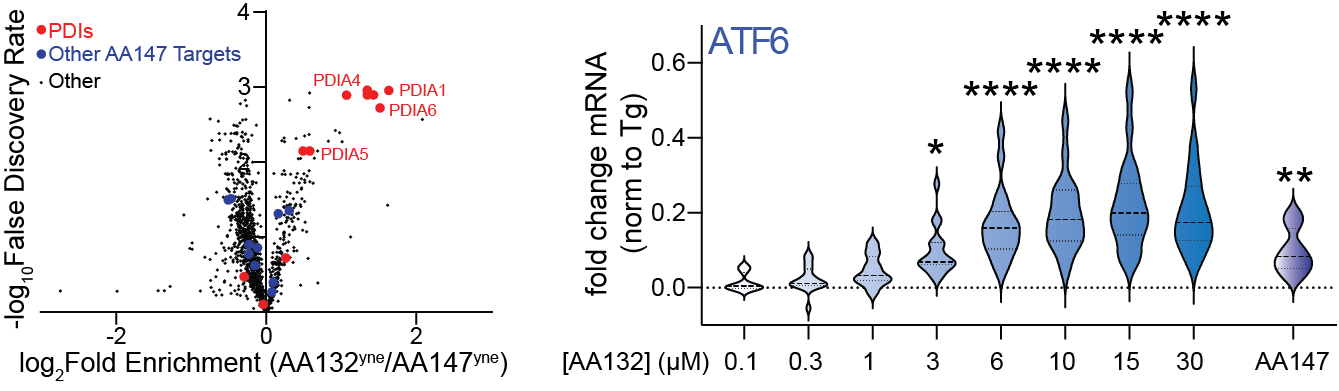 -log10False Discovery Rate
4
3
2
PDIs
Other AA147 Targets
Other
PDIA4
PDIA1
PDIA6
PDIA5
-2
0
2
log2Fold Enrichment (AA132yne/AA147yne)
ATF6
fold change mRNA
(norm to Tg)
0.6
0.4
0.2
0.0
*
****
****
****
****
**
[AA132] (µM) 0.1 0.3 1 3 6 10 15 30 AA147